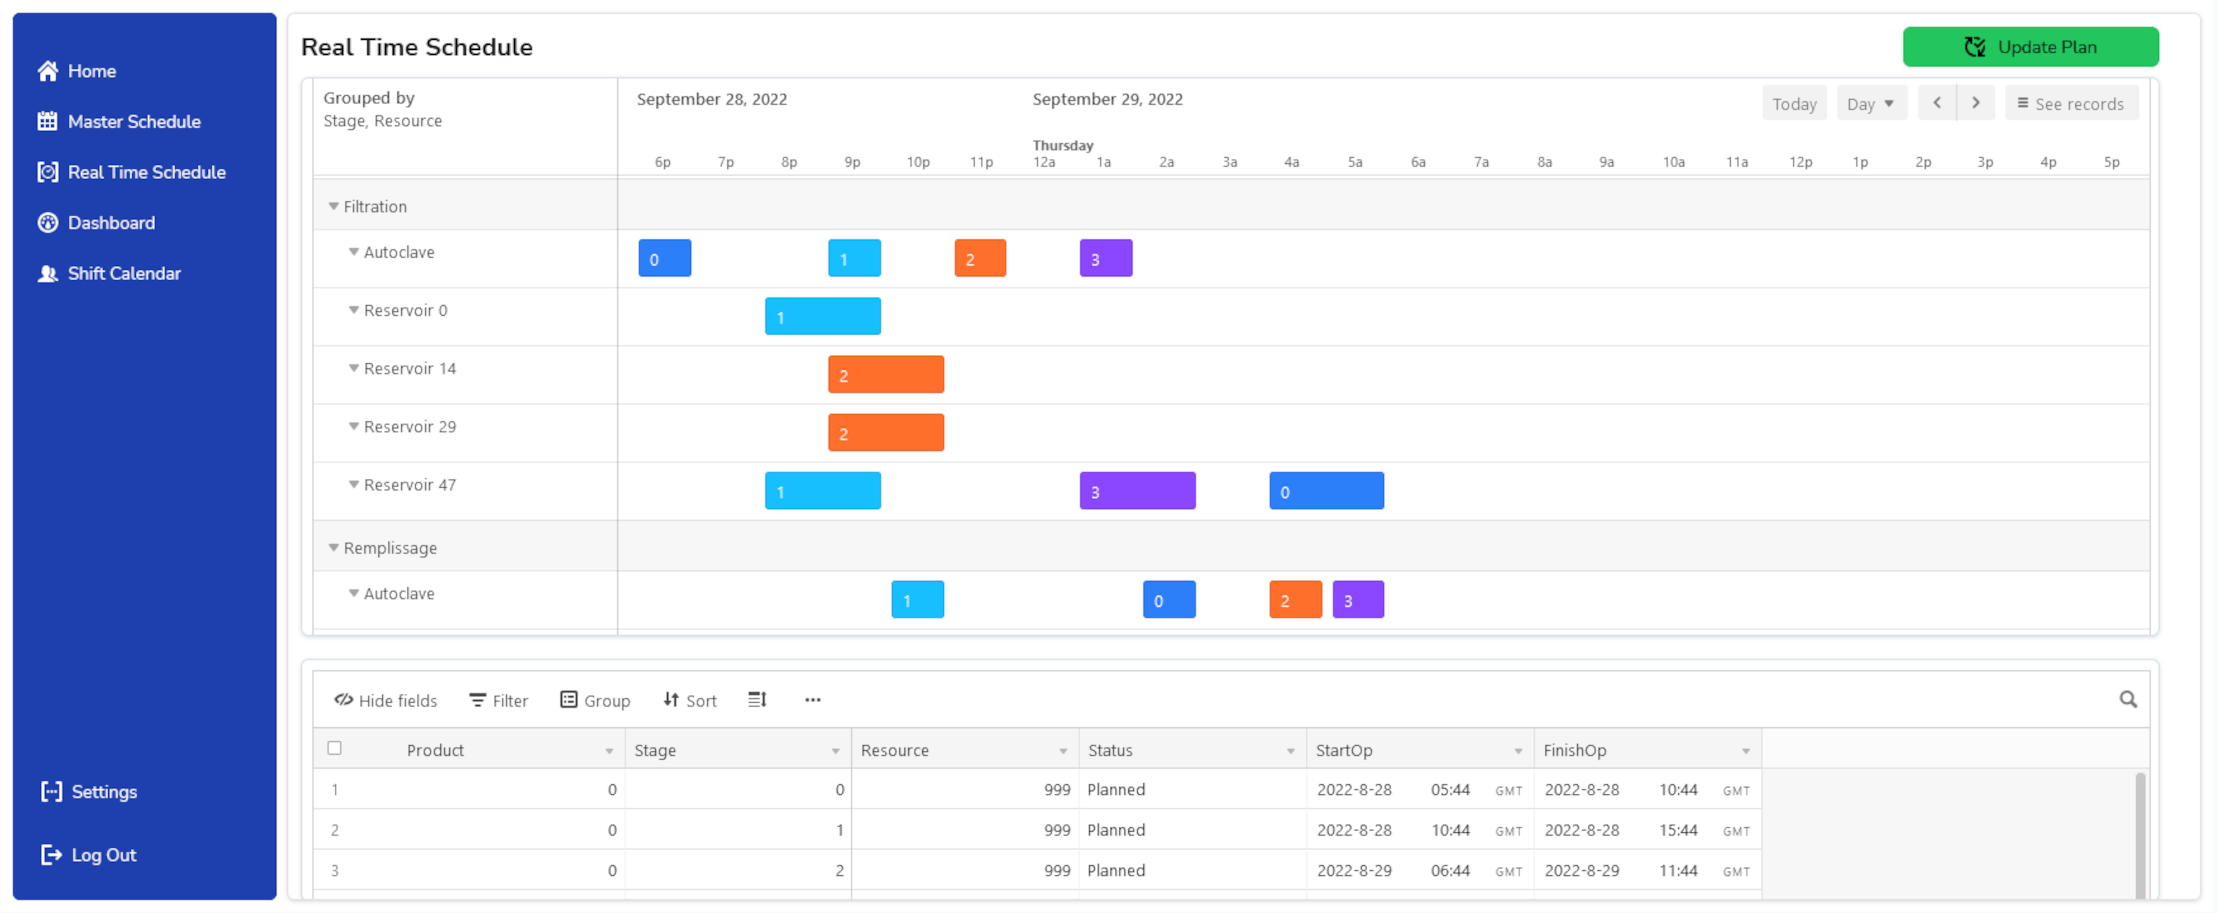 Home
Master Schedule
Real Time Schedule
Dashboard
Shift Calendar
Settings
Log Out
Real Time Schedule
Update Plan
Grouped by
Stage, Resource
September 28, 2022
September 29, 2022
Today
Day
See records
Thursday
6p 7p 8p 9p 10p 11p 12a 1a 2a 3a 4a 5a 6a 7a 8a 9a 10a 11a 12p 1p 2p 3p 4p 5p
Filtration
Autoclave 0 1 2 3
Reservoir 0 1
Reservoir 14 2
Reservoir 29 2
Reservoir 47 1 3 0
Remplissage
Autoclave 1 0 2 3
Hide fields Filter Group Sort
Product Stage Resource Status StartOp FinishOp
1 0 0 999 Planned 2022-8-28 05:44 GMT 2022-8-28 10:44 GMT
2 0 1 999 Planned 2022-8-28 10:44 GMT 2022-8-28 15:44 GMT
3 0 2 999 Planned 2022-8-29 06:44 GMT 2022-8-29 11:44 GMT